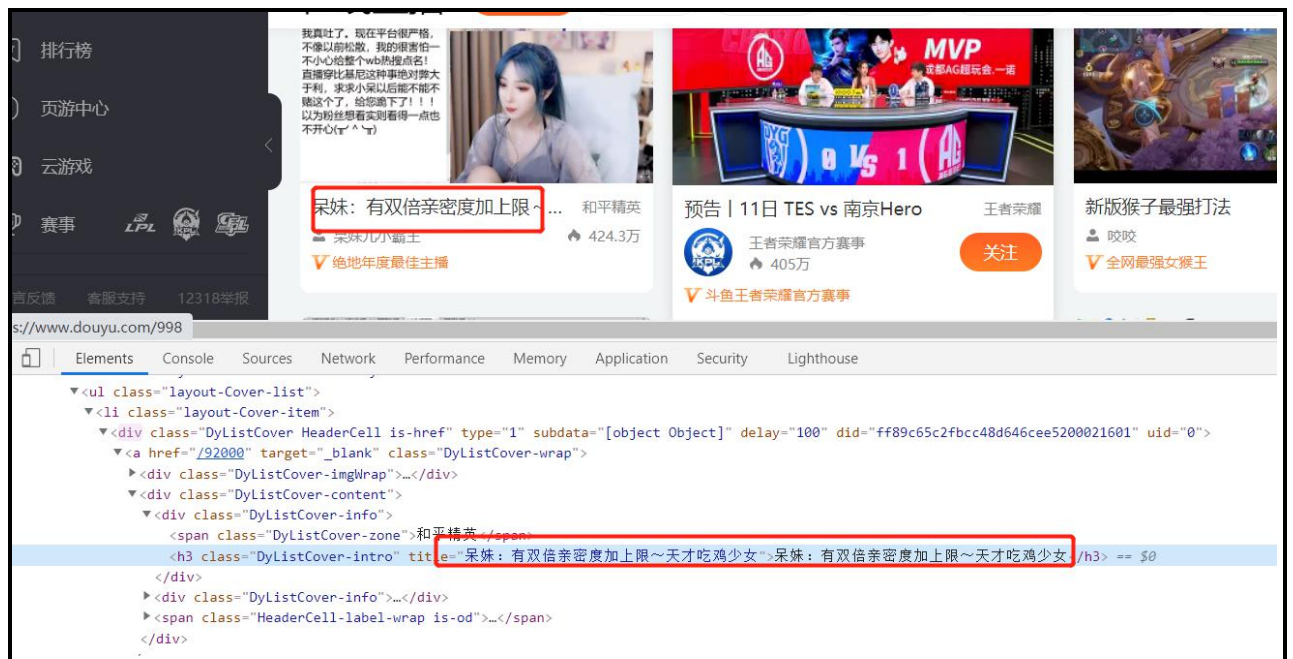 排行榜
页游中心
云游戏
赛事
LPL
KPL
言反馈 客服支持 12318举报
s://www.douyu.com/998
我真吐了。现在平台很严格,
不像以前松散,我的很害怕一
不小心给整个wb热搜点名!
直播穿比基尼这种事绝对弊大
于利,求求小呆以后能不能不
赌这个了,给您跪下了!!!
以为粉丝想看实则看得一点也
不开心(┬'^'┬)
呆妹:有双倍亲密度加上限~... 和平精英
呆妹儿小霸王 424.3万
绝地年度最佳主播
AG
MVP
成都AG超玩会.一诺
DYG 0 Vs 1 AG
预告丨11日 TES vs 南京Hero 王者荣耀
王者荣耀官方赛事
405万
关注
斗鱼王者荣耀官方赛事
新版猴子最强打法
咬咬
全网最强女猴王
Elements Console Sources Network Performance Memory Application Security Lighthouse
▼<ul class="layout-Cover-list">
▼<li class="layout-Cover-item">
▼<div class="DyListCover HeaderCell is-href" type="1" subdata="[object Object]" delay="100" did="ff89c65c2fbcc48d646cee5200021601" uid="0">
▼<a href="/92000" target="_blank" class="DyListCover-wrap">
▶<div class="DyListCover-imgWrap">…</div>
▼<div class="DyListCover-content">
▼<div class="DyListCover-info">
<span class="DyListCover-zone">和平精英</span>
<h3 class="DyListCover-intro" title="呆妹:有双倍亲密度加上限~天才吃鸡少女">呆妹:有双倍亲密度加上限~天才吃鸡少女</h3> == $0
</div>
▶<div class="DyListCover-info">…</div>
▶<span class="HeaderCell-label-wrap is-od">…</span>
</div>